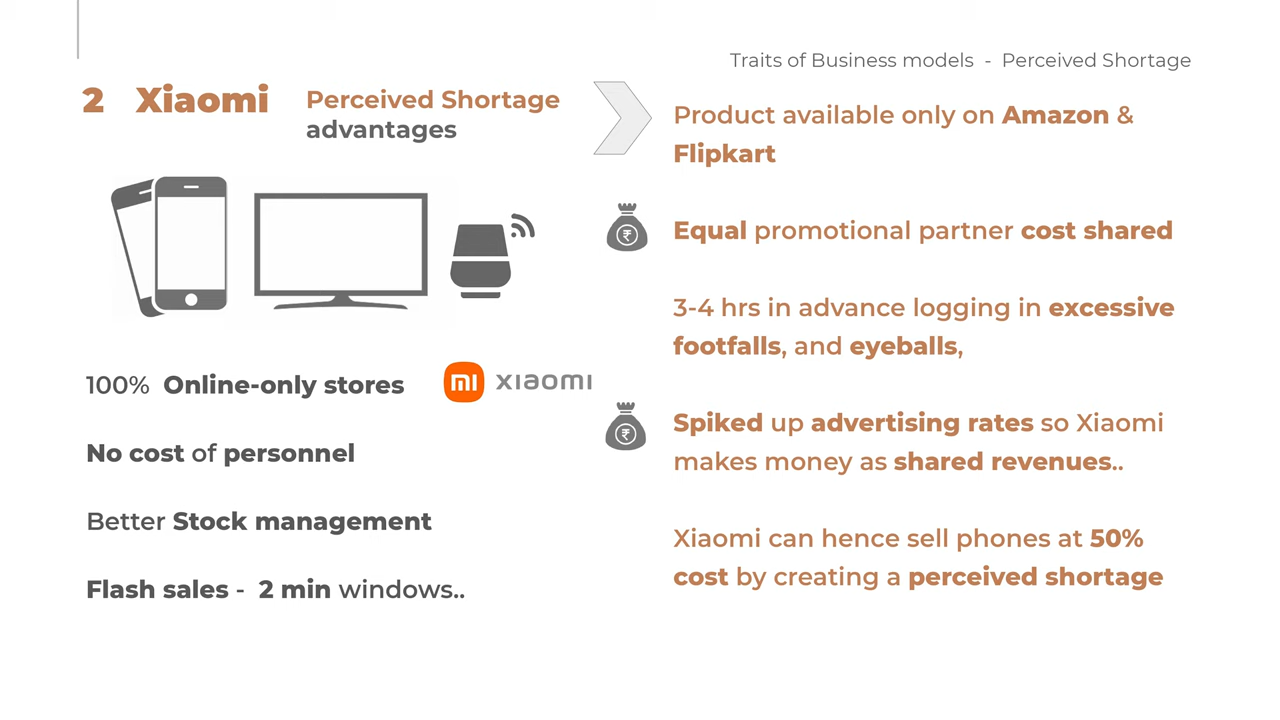 Traits of Business models - Perceived Shortage
2 Xiaomi
Perceived Shortage
advantages
100% Online-only stores
mi xiaomi
No cost of personnel
Better Stock management
Flash sales - 2 min windows..
Product available only on Amazon &
Flipkart
₹
Equal promotional partner cost shared
3-4 hrs in advance logging in excessive
footfalls, and eyeballs,
₹
Spiked up advertising rates so Xiaomi
makes money as shared revenues..
Xiaomi can hence sell phones at 50%
cost by creating a perceived shortage